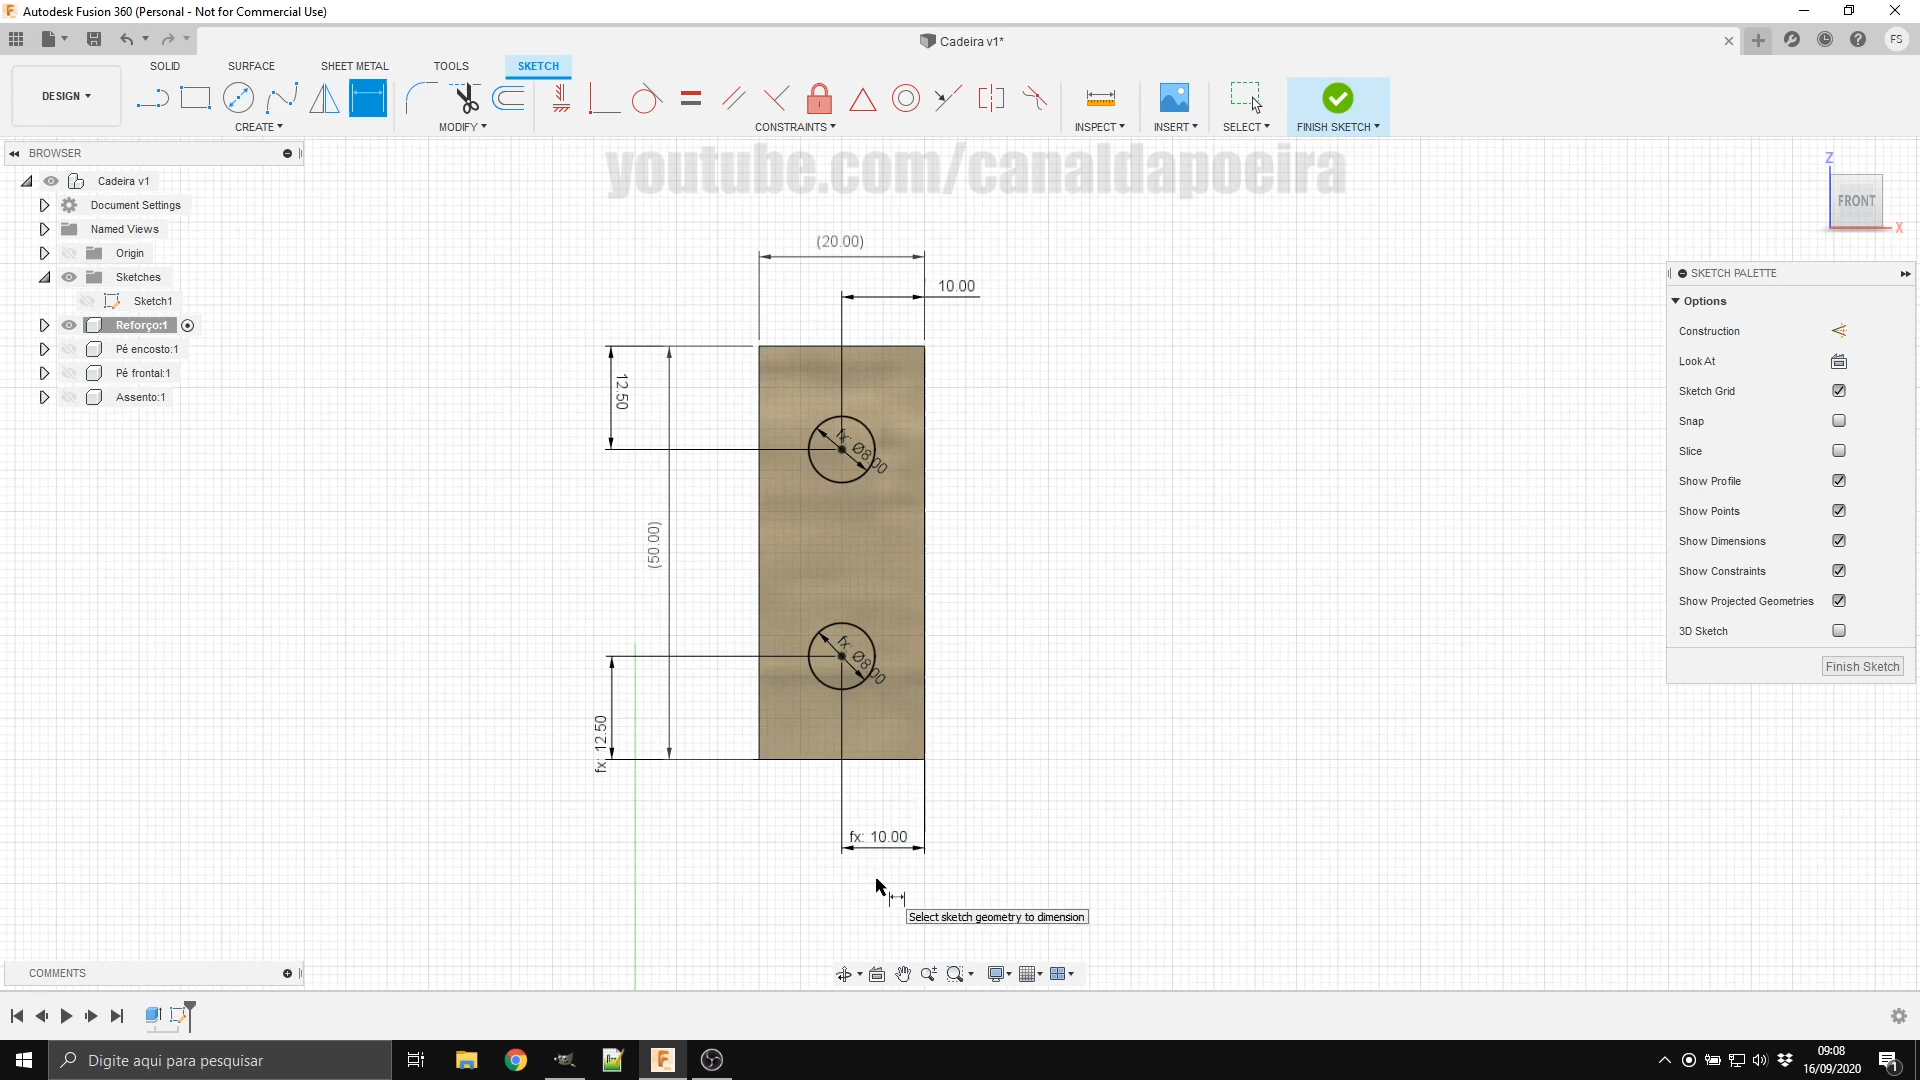 Autodesk Fusion 360 (Personal - Not for Commercial Use)
Cadeira v1*
FS
DESIGN
SOLID
SURFACE
SHEET METAL
TOOLS
SKETCH
CREATE
MODIFY
CONSTRAINTS
INSPECT
INSERT
SELECT
FINISH SKETCH
BROWSER
Cadeira v1
Document Settings
Named Views
Origin
Sketches
Sketch1
Reforço:1
Pé encosto:1
Pé frontal:1
Assento:1
youtube.com/canaldapoeira
Z
FRONT
X
(20.00)
10.00
12.50
fx: Ø8.00
(50.00)
fx: Ø8.00
fx: 12.50
fx: 10.00
Select sketch geometry to dimension
SKETCH PALETTE
Options
Construction
Look At
Sketch Grid
Snap
Slice
Show Profile
Show Points
Show Dimensions
Show Constraints
Show Projected Geometries
3D Sketch
Finish Sketch
COMMENTS
Digite aqui para pesquisar
09:08
16/09/2020
1